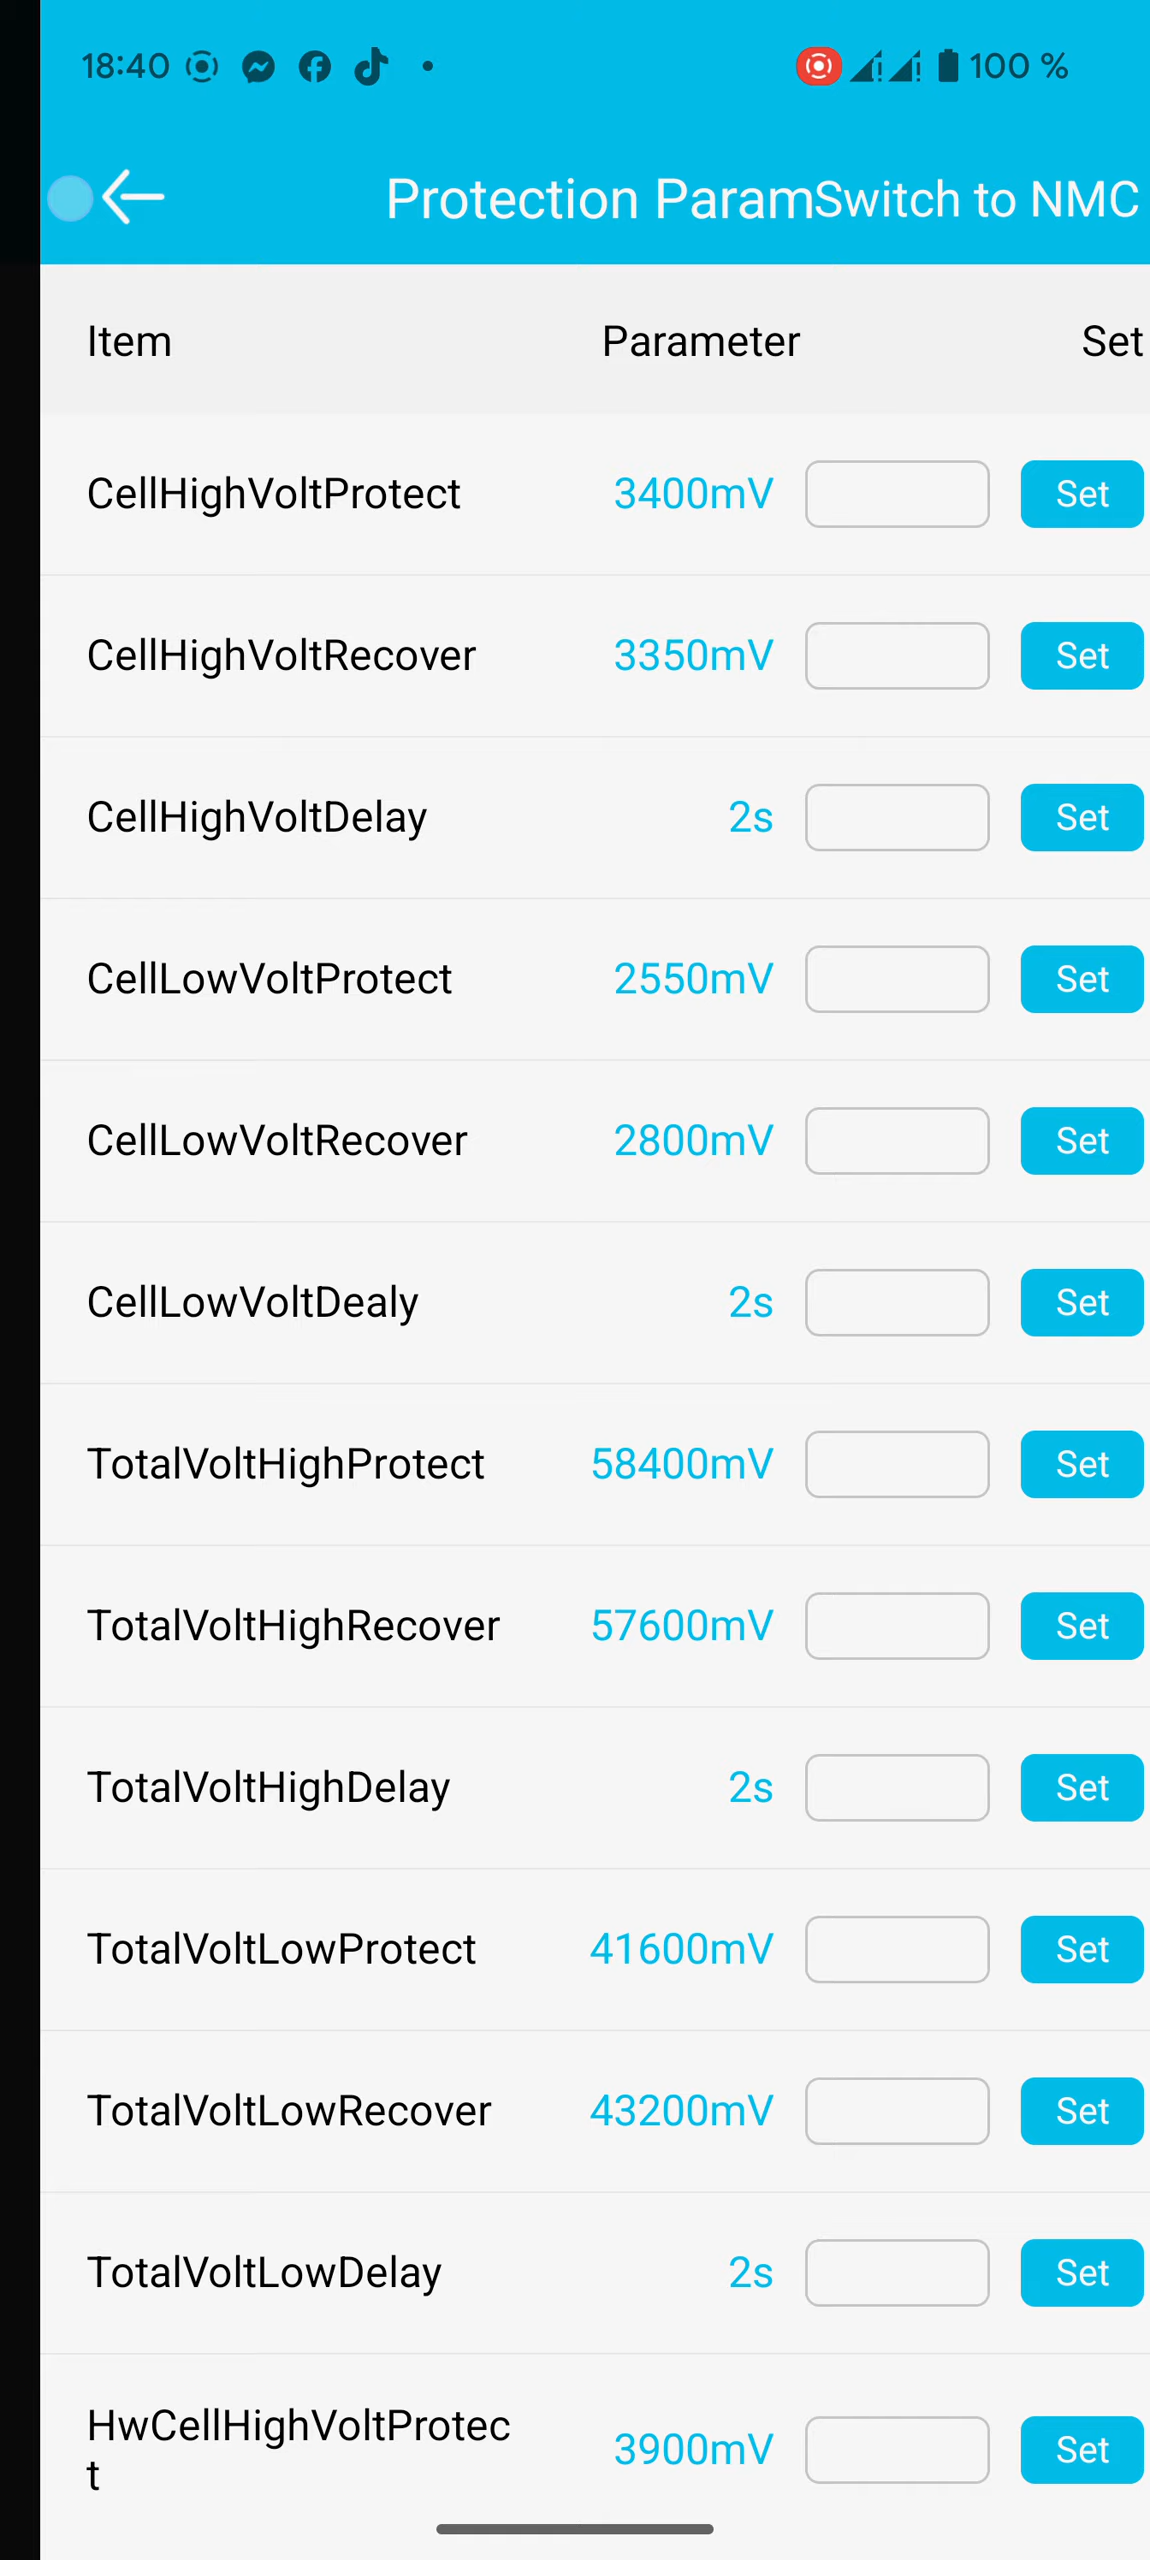 18:40 100 %
Protection ParamSwitch to NMC
Item Parameter Set
CellHighVoltProtect 3400mV Set
CellHighVoltRecover 3350mV Set
CellHighVoltDelay 2s Set
CellLowVoltProtect 2550mV Set
CellLowVoltRecover 2800mV Set
CellLowVoltDealy 2s Set
TotalVoltHighProtect 58400mV Set
TotalVoltHighRecover 57600mV Set
TotalVoltHighDelay 2s Set
TotalVoltLowProtect 41600mV Set
TotalVoltLowRecover 43200mV Set
TotalVoltLowDelay 2s Set
HwCellHighVoltProtec
t 3900mV Set